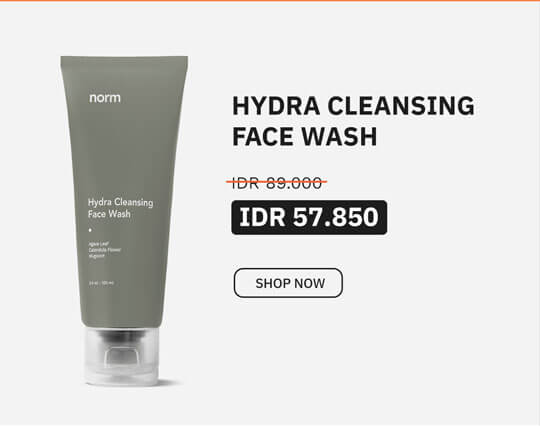 norm
Hydra Cleansing
Face Wash
Agave Leaf
Calendula Flower
HYDRA CLEANSING
FACE WASH
IDR 89.000
IDR 57.850
SHOP NOW